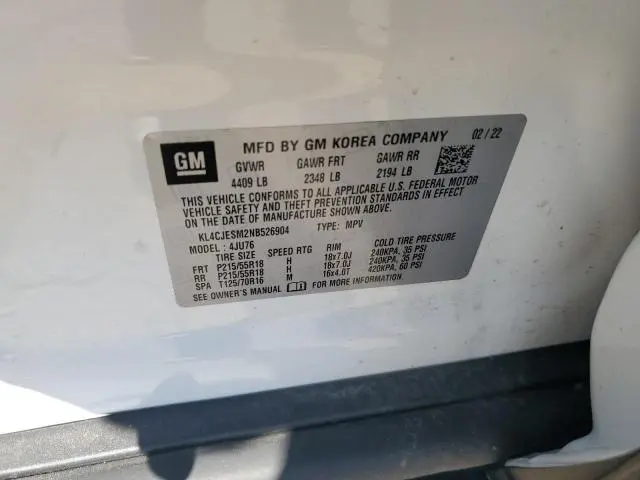 GM
MFD BY GM KOREA COMPANY 02/22
GVWR GAWR FRT GAWR RR
4409 LB 2348 LB 2194 LB
THIS VEHICLE CONFORMS TO ALL APPLICABLE U.S. FEDERAL MOTOR
VEHICLE SAFETY AND THEFT PREVENTION STANDARDS IN EFFECT
ON THE DATE OF MANUFACTURE SHOWN ABOVE.
KL4CJESM2NB526904 TYPE: MPV
MODEL: 4JU76
TIRE SIZE SPEED RTG RIM COLD TIRE PRESSURE
FRT P215/55R18 H 18x7.0J 240KPA, 35 PSI
RR P215/55R18 H 18x7.0J 240KPA, 35 PSI
SPA T125/70R16 M 16x4.0T 420KPA, 60 PSI
SEE OWNER'S MANUAL FOR MORE INFORMATION.